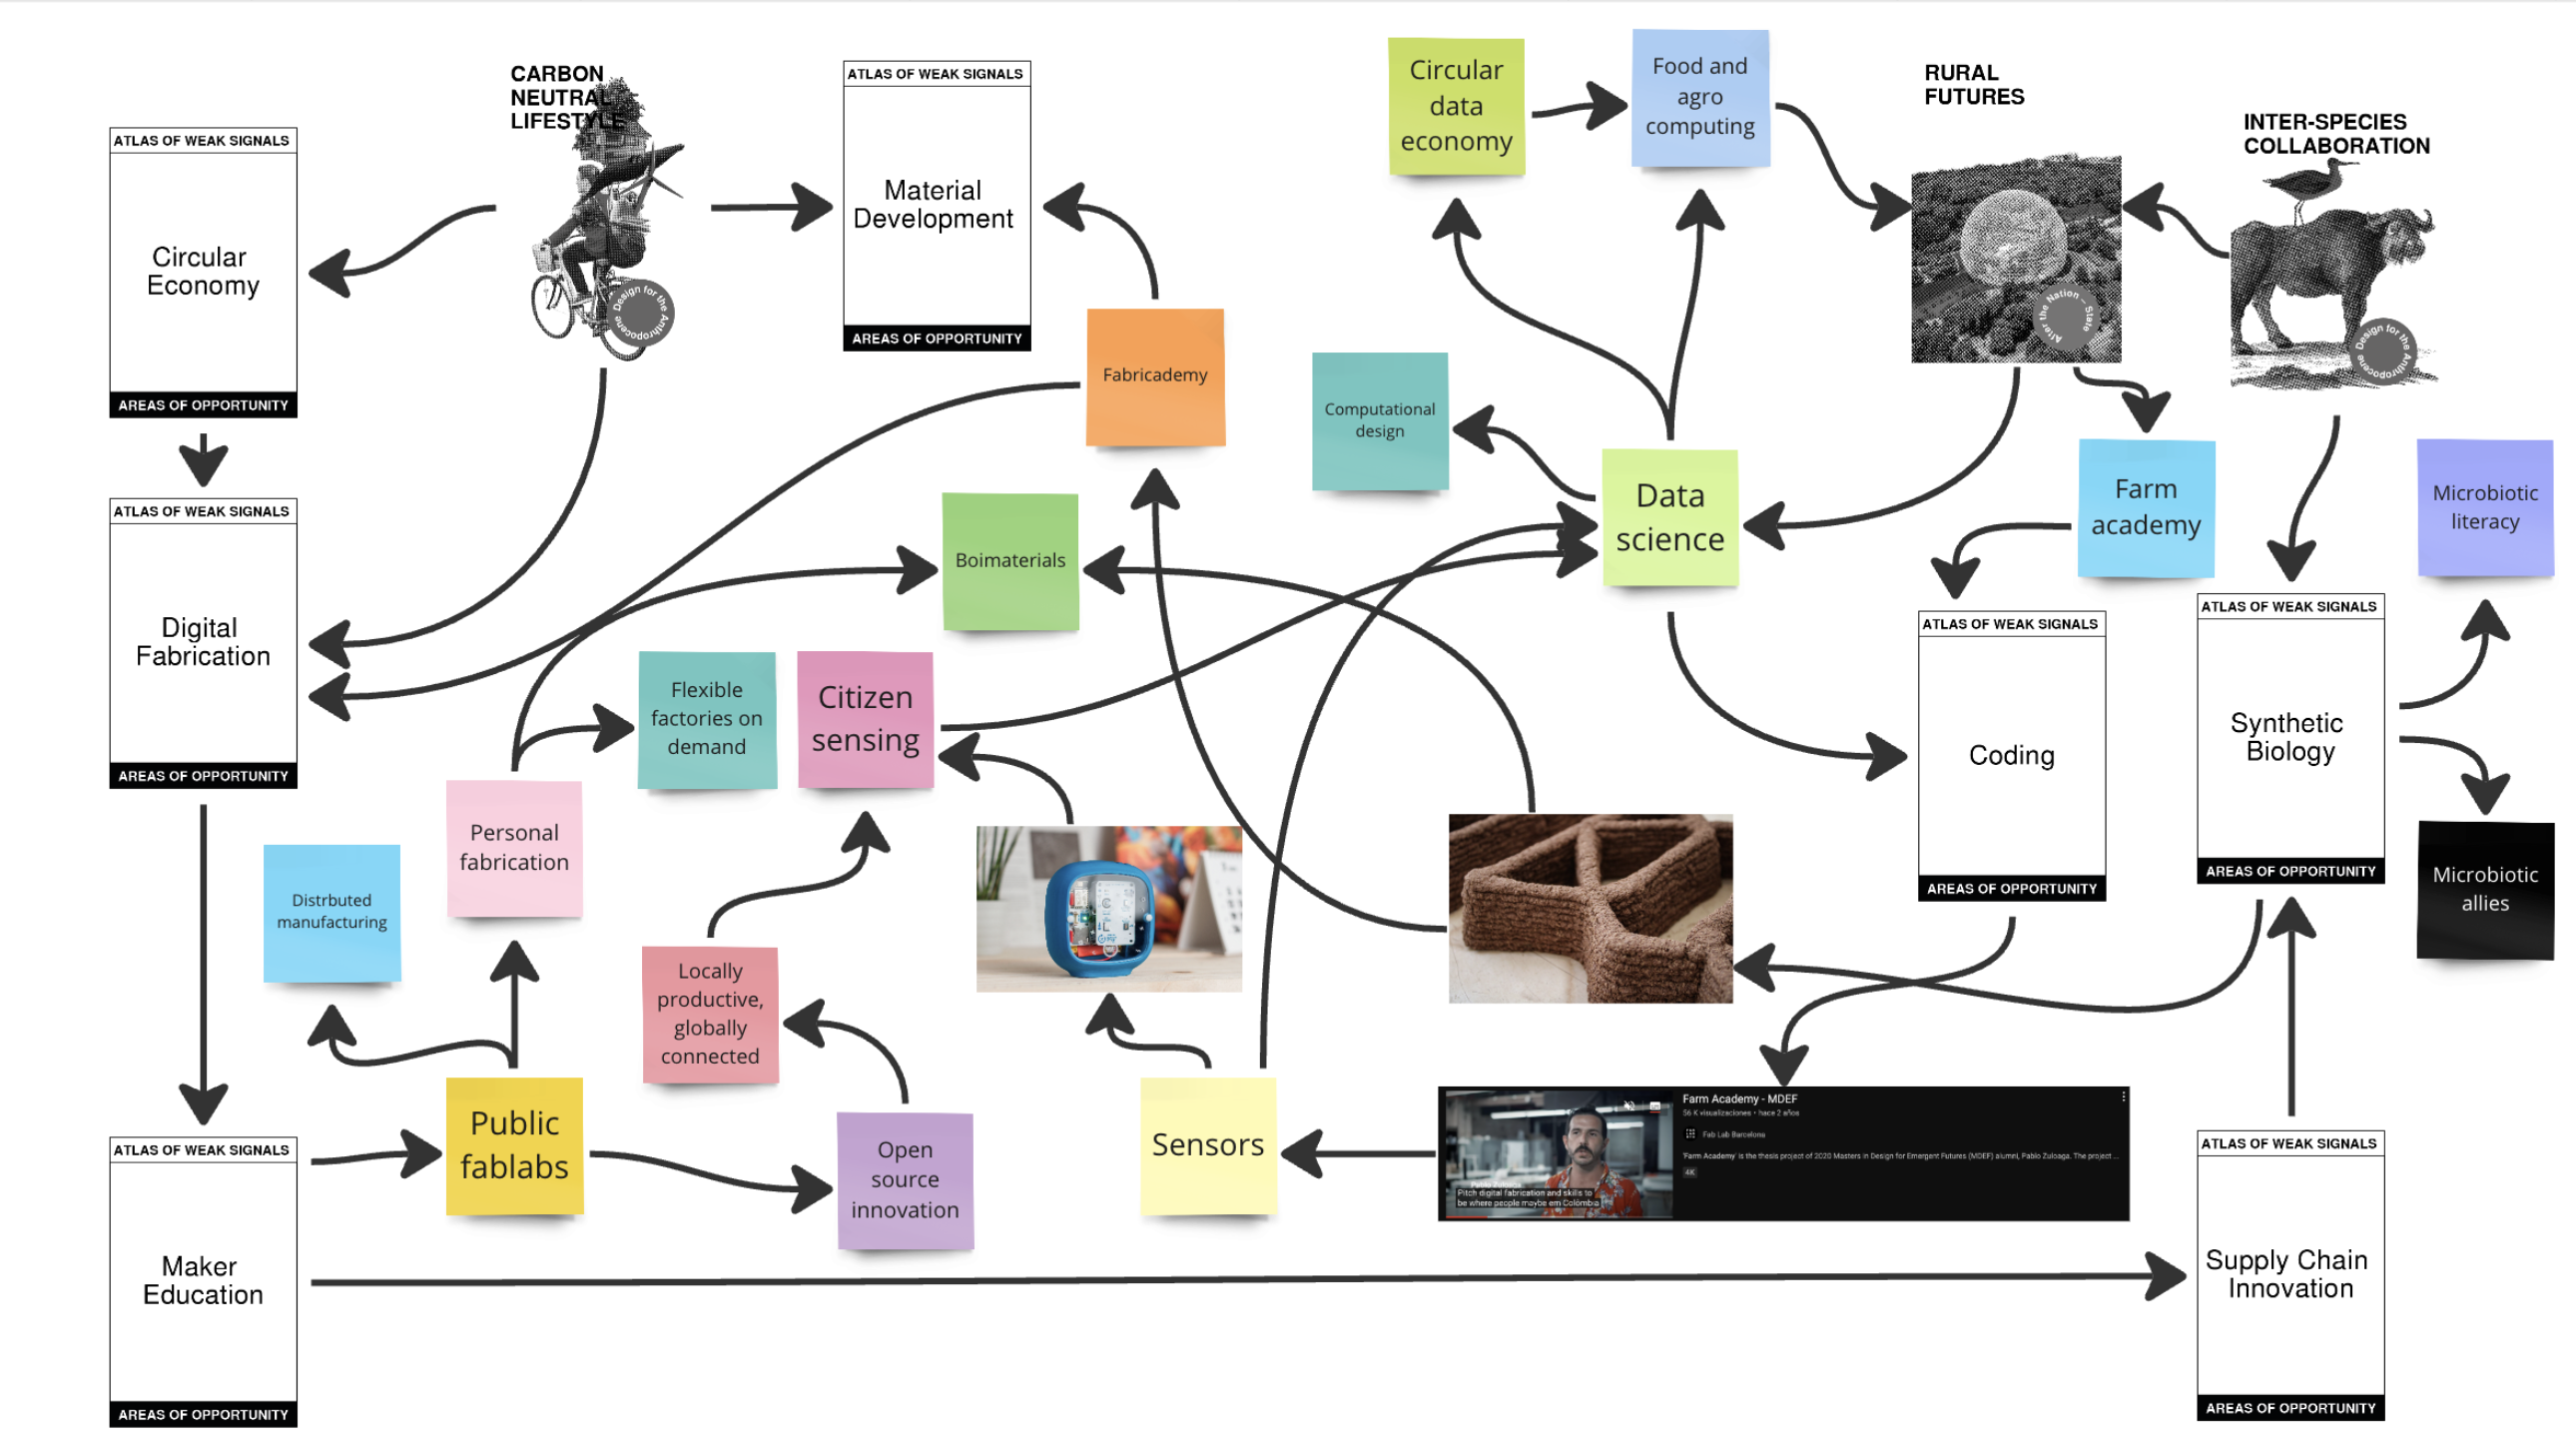 CARBON
NEUTRAL
LIFESTYLE
Design for the Anthropocene
ATLAS OF WEAK SIGNALS
Material
Development
AREAS OF OPPORTUNITY
Circular
data
economy
Food and
agro
computing
RURAL
FUTURES
After the Nation – State
INTER-SPECIES
COLLABORATION
Design for the Anthropocene
ATLAS OF WEAK SIGNALS
Circular
Economy
AREAS OF OPPORTUNITY
Fabricademy
Computational
design
Data
science
Farm
academy
Microbiotic
literacy
ATLAS OF WEAK SIGNALS
Digital
Fabrication
AREAS OF OPPORTUNITY
Boimaterials
Flexible
factories on
demand
Citizen
sensing
ATLAS OF WEAK SIGNALS
Coding
AREAS OF OPPORTUNITY
ATLAS OF WEAK SIGNALS
Synthetic
Biology
AREAS OF OPPORTUNITY
Microbiotic
allies
Personal
fabrication
Distrbuted
manufacturing
Locally
productive,
globally
connected
Public
fablabs
Open
source
innovation
Sensors
Farm Academy - MDEF
56 K visualizaciones • hace 2 años
Fab Lab Barcelona
'Farm Academy' is the thesis project of 2020 Masters in Design for Emergent Futures (MDEF) alumni, Pablo Zuloaga. The project ...
4K
Pablo Zuloaga
Pitch digital fabrication and skills to
be where people maybe em Colômbia
ATLAS OF WEAK SIGNALS
Maker
Education
AREAS OF OPPORTUNITY
ATLAS OF WEAK SIGNALS
Supply Chain
Innovation
AREAS OF OPPORTUNITY